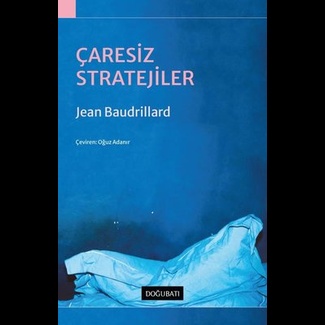 ÇARESİZ
STRATEJİLER
Jean Baudrillard
Çeviren: Oğuz Adanır
DOĞUBATI